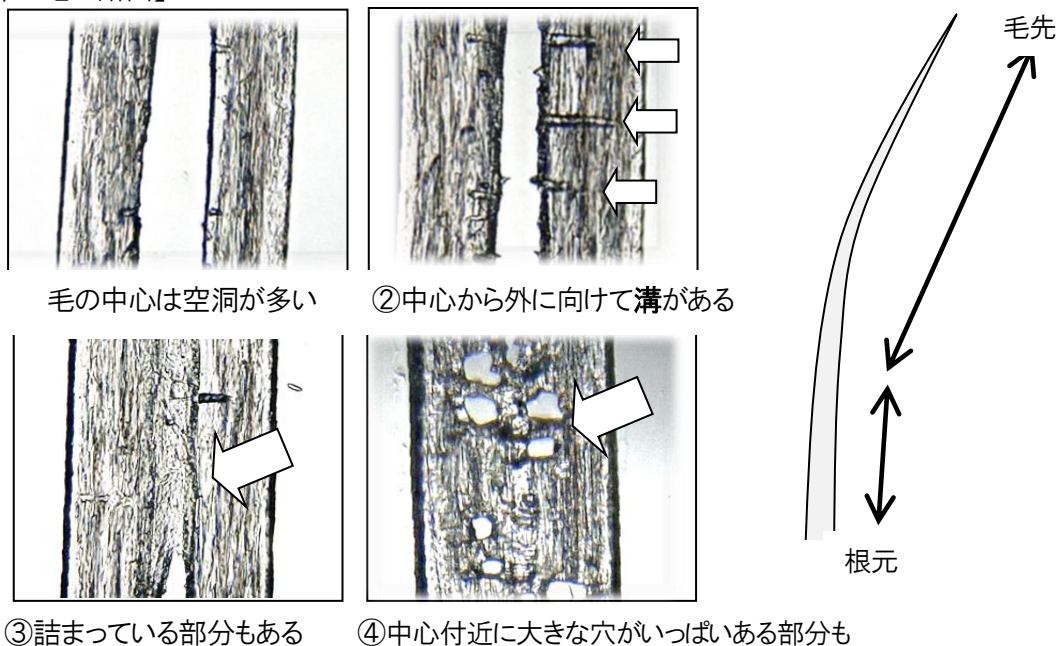 毛の中心は空洞が多い
②中心から外に向けて溝がある
③詰まっている部分もある
④中心付近に大きな穴がいっぱいある部分も
毛先
根元